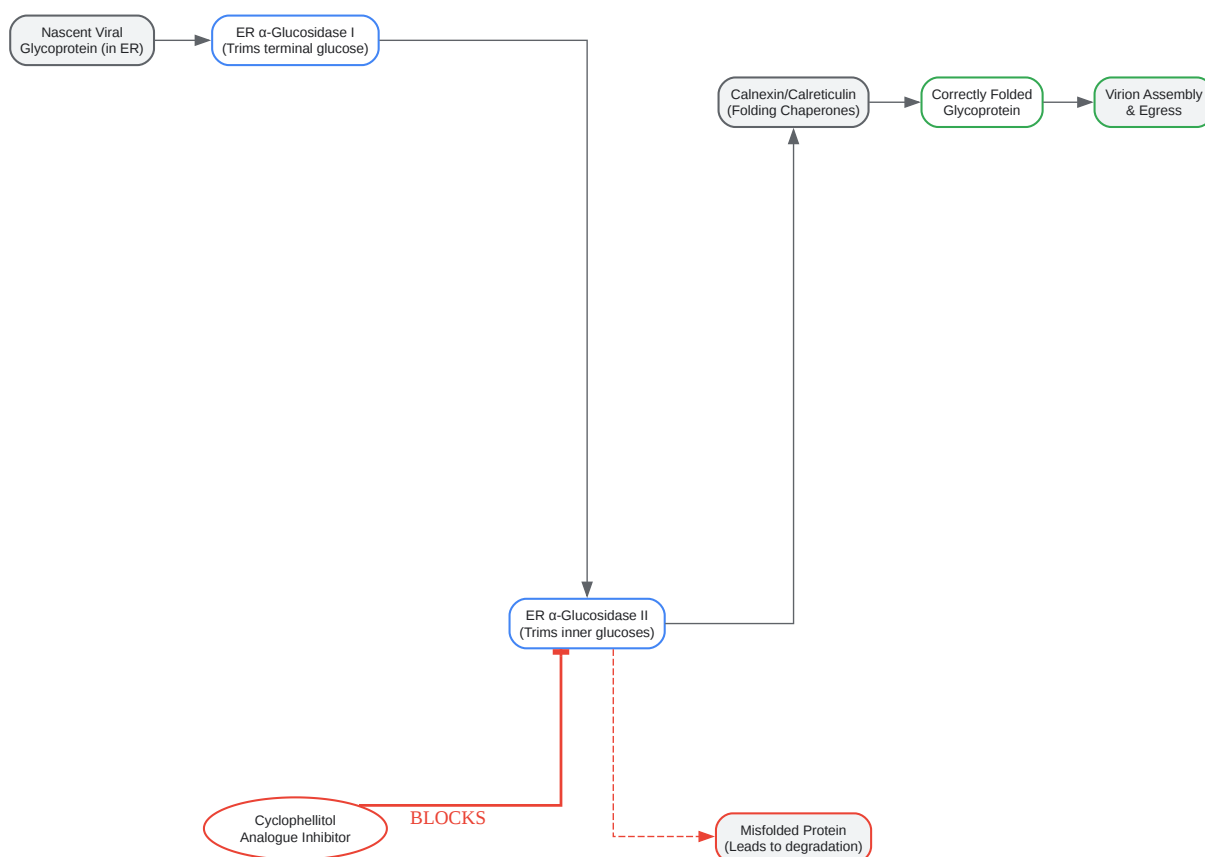 Nascent Viral
Glycoprotein (in ER)
ER α-Glucosidase I
(Trims terminal glucose)
Calnexin/Calreticulin
(Folding Chaperones)
Correctly Folded
Glycoprotein
Virion Assembly
& Egress
ER α-Glucosidase II
(Trims inner glucoses)
Cyclophellitol
Analogue Inhibitor
BLOCKS
Misfolded Protein
(Leads to degradation)